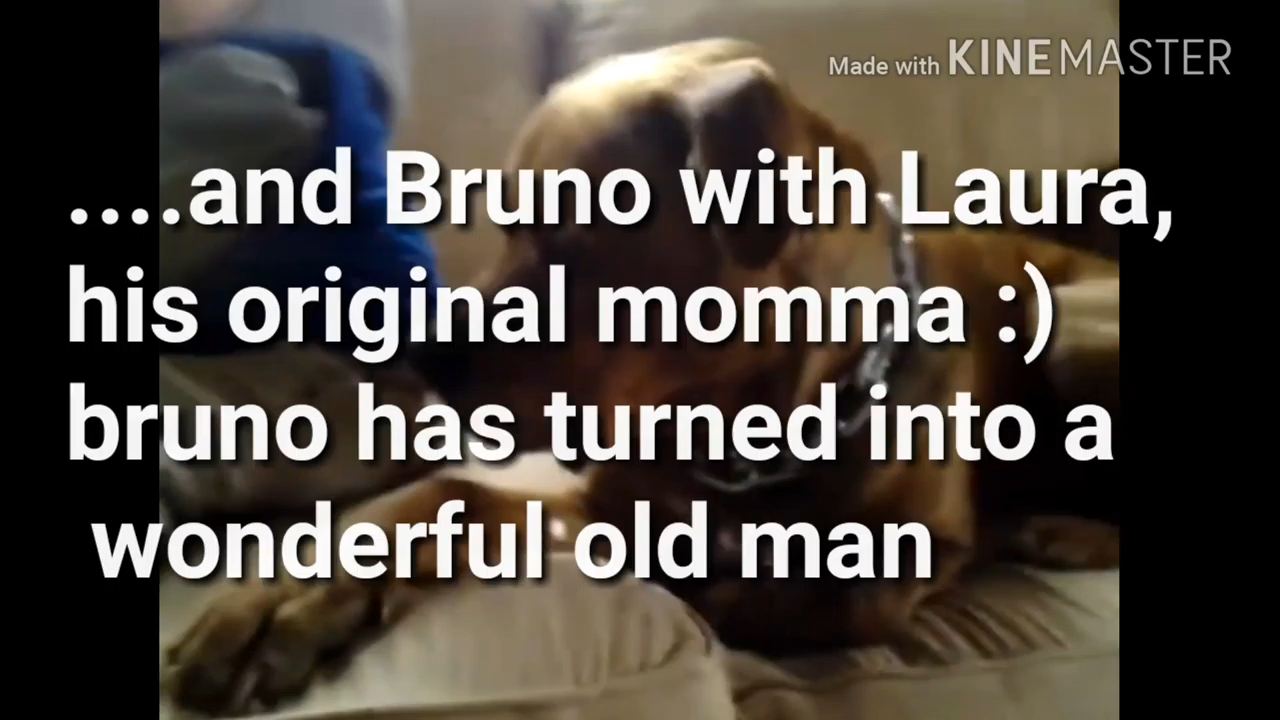 Made with KINEMASTER
....and Bruno with Laura,
his original momma :)
bruno has turned into a
wonderful old man